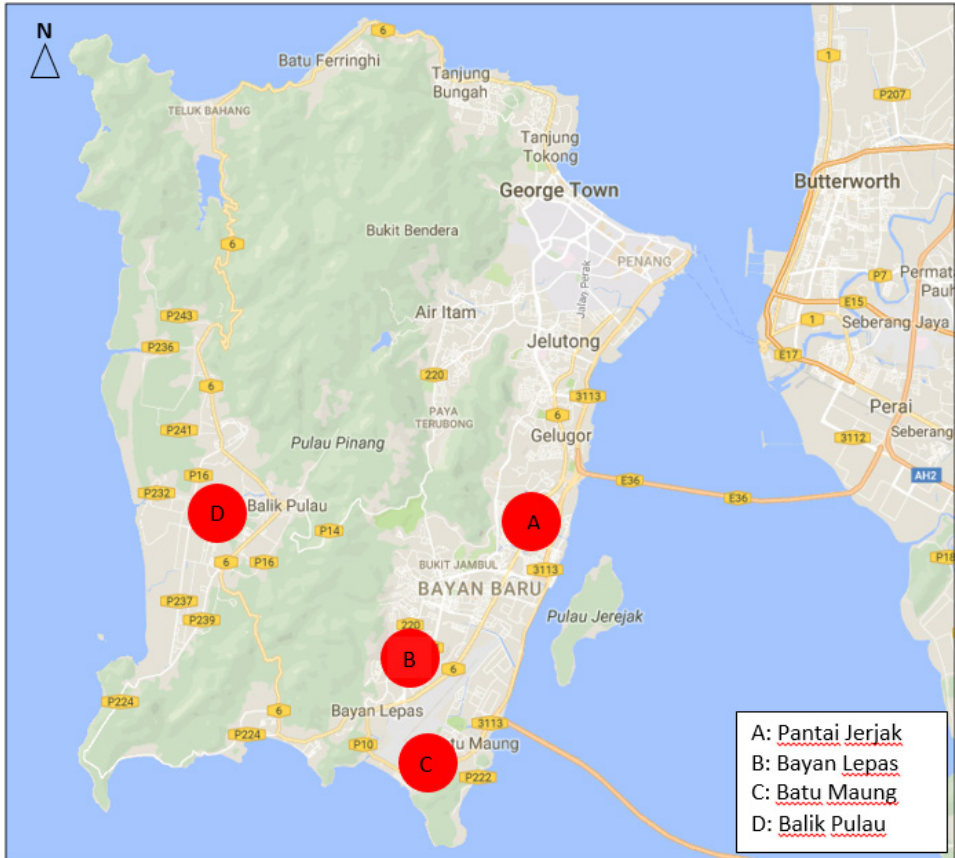 N
6
Batu Ferringhi
1
Tanjung
Bungah
P207
TELUK BAHANG
Tanjung
Tokong
George Town
Butterworth
Bukit Bendera
6
PENANG
P7
Permata
Pauh
Jalan Perak
E15
Air Itam
P243
1
Seberang Jaya
Jelutong
P236
E17
220
6
3113
Perai
PAYA
TERUBONG
6
P241
Gelugor
3112
Seberang
Pulau Pinang
P16
E36
AH2
P232
E36
D
Balik Pulau
A
P14
6
P16
BUKIT JAMBUL
3113
P18
BAYAN BARU
P237
P239
220
Pulau Jerejak
B
6
P224
Bayan Lepas
6
3113
P224
P10
tu Maung
C
P222
A: Pantai Jerjak
B: Bayan Lepas
C: Batu Maung
D: Balik Pulau